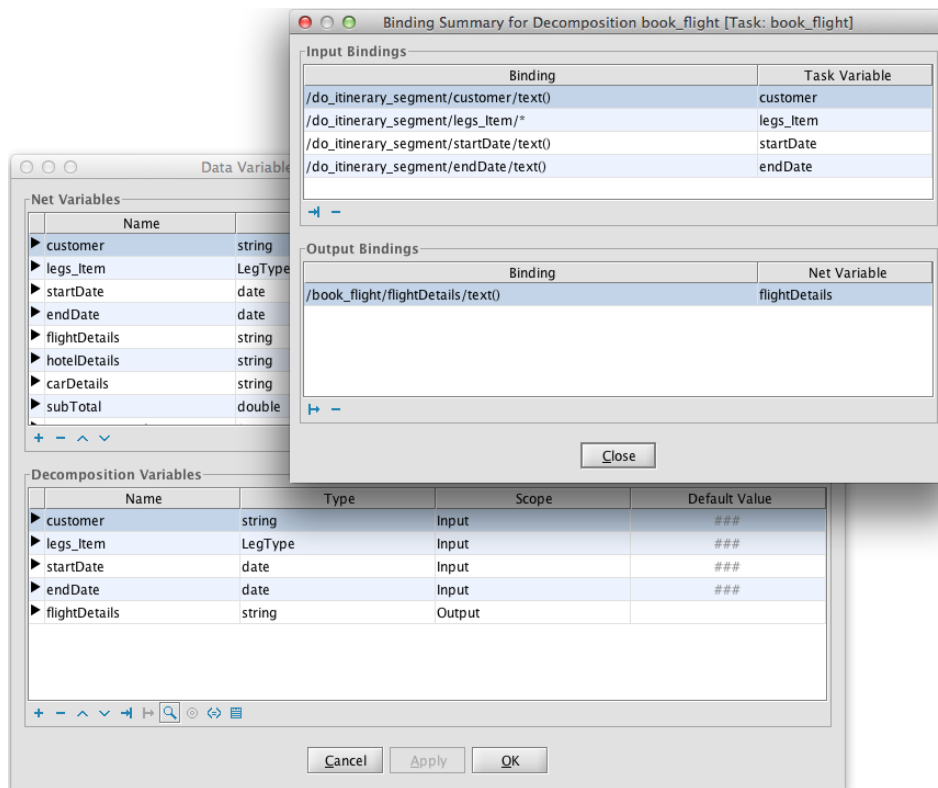 Binding Summary for Decomposition book_flight [Task: book_flight]
Input Bindings
Binding Task Variable
/do_itinerary_segment/customer/text() customer
/do_itinerary_segment/legs_Item/* legs_Item
/do_itinerary_segment/startDate/text() startDate
/do_itinerary_segment/endDate/text() endDate
Output Bindings
Binding Net Variable
/book_flight/flightDetails/text() flightDetails
Close
Data Variable
Net Variables
Name
customer string
legs_Item LegType
startDate date
endDate date
flightDetails string
hotelDetails string
carDetails string
subTotal double
Decomposition Variables
Name Type Scope Default Value
customer string Input ###
legs_Item LegType Input ###
startDate date Input ###
endDate date Input ###
flightDetails string Output
Cancel Apply OK